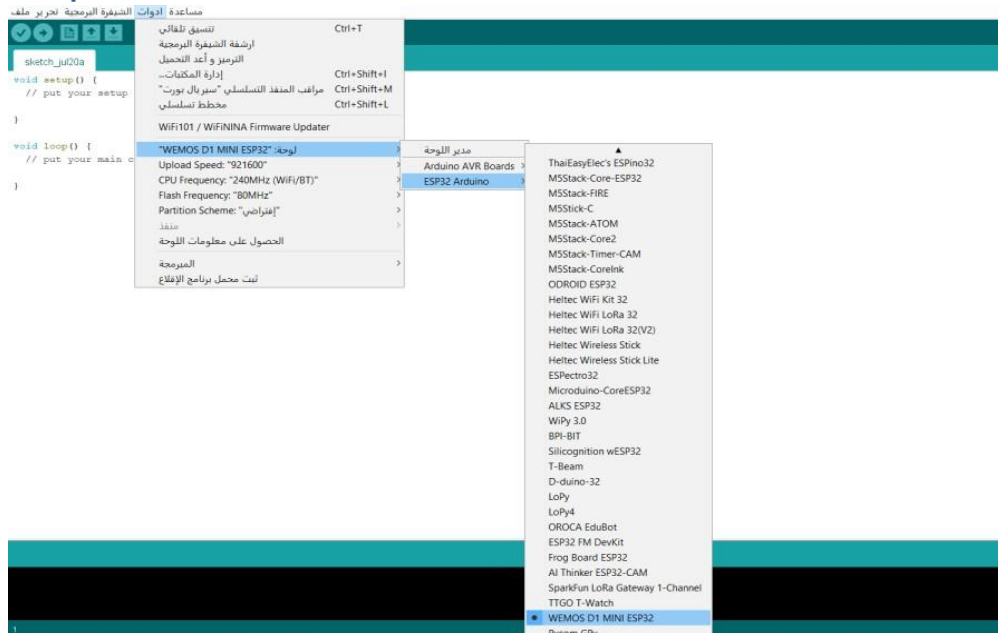 ملف تحرير الشيفرة البرمجية ادوات مساعدة
sketch_jul20a
void setup() {
// put your setup
}
void loop() {
// put your main c
}
تنسيق تلقائي Ctrl+T
ارشفة الشيفرة البرمجية
الترميز و أعد التحميل
إدارة المكتبات... Ctrl+Shift+I
مراقب المنفذ التسلسلي "سيريال بورت" Ctrl+Shift+M
مخطط تسلسلي Ctrl+Shift+L
WiFi101 / WiFiNINA Firmware Updater
لوحة: "WEMOS D1 MINI ESP32"
Upload Speed: "921600"
CPU Frequency: "240MHz (WiFi/BT)"
Flash Frequency: "80MHz"
Partition Scheme: "إفتراضي"
منفذ
الحصول على معلومات اللوحة
المبرمجة
ثبت محمل برنامج الإقلاع
مدير اللوحة
Arduino AVR Boards
ESP32 Arduino
ThaiEasyElec's ESPino32
M5Stack-Core-ESP32
M5Stack-FIRE
M5Stick-C
M5Stack-ATOM
M5Stack-Core2
M5Stack-Timer-CAM
M5Stack-CoreInk
ODROID ESP32
Heltec WiFi Kit 32
Heltec WiFi LoRa 32
Heltec WiFi LoRa 32(V2)
Heltec Wireless Stick
Heltec Wireless Stick Lite
ESPectro32
Microduino-CoreESP32
ALKS ESP32
WiPy 3.0
BPI-BIT
Silicognition wESP32
T-Beam
D-duino-32
LoPy
LoPy4
OROCA EduBot
ESP32 FM DevKit
Frog Board ESP32
AI Thinker ESP32-CAM
SparkFun LoRa Gateway 1-Channel
TTGO T-Watch
WEMOS D1 MINI ESP32
1